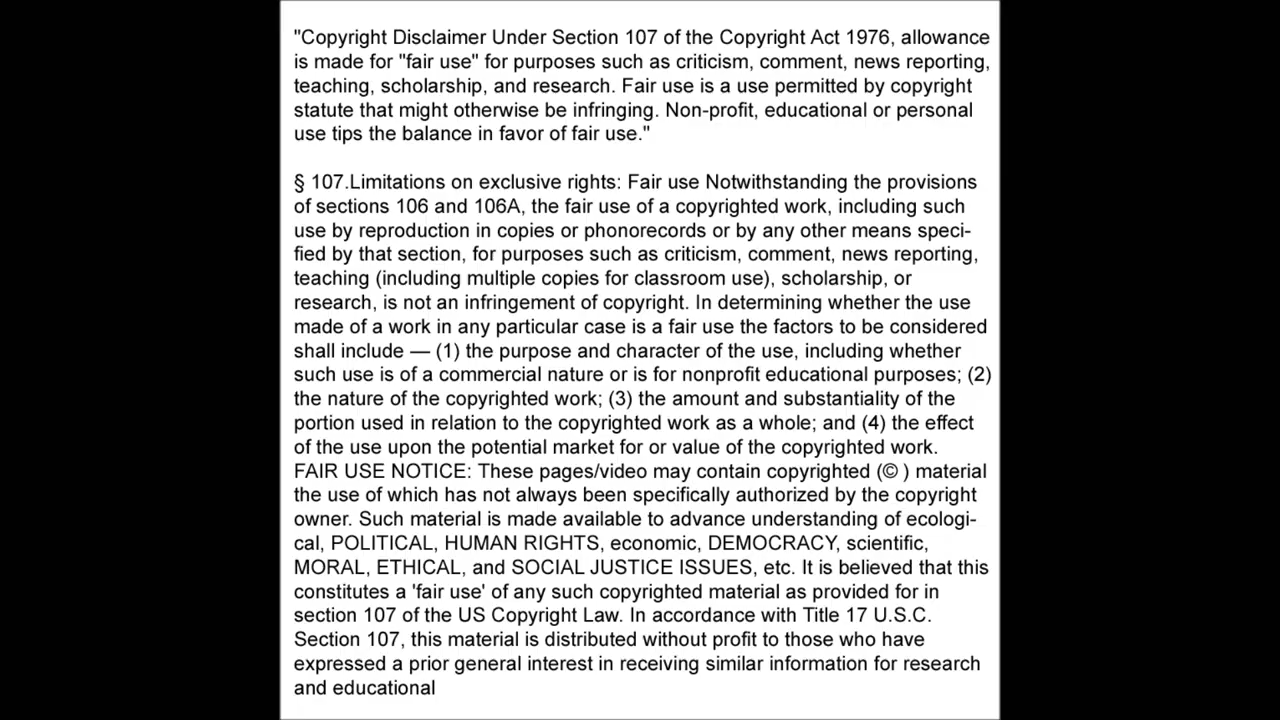 "Copyright Disclaimer Under Section 107 of the Copyright Act 1976, allowance
is made for "fair use" for purposes such as criticism, comment, news reporting,
teaching, scholarship, and research. Fair use is a use permitted by copyright
statute that might otherwise be infringing. Non-profit, educational or personal
use tips the balance in favor of fair use."
§ 107.Limitations on exclusive rights: Fair use Notwithstanding the provisions
of sections 106 and 106A, the fair use of a copyrighted work, including such
use by reproduction in copies or phonorecords or by any other means speci-
fied by that section, for purposes such as criticism, comment, news reporting,
teaching (including multiple copies for classroom use), scholarship, or
research, is not an infringement of copyright. In determining whether the use
made of a work in any particular case is a fair use the factors to be considered
shall include — (1) the purpose and character of the use, including whether
such use is of a commercial nature or is for nonprofit educational purposes; (2)
the nature of the copyrighted work; (3) the amount and substantiality of the
portion used in relation to the copyrighted work as a whole; and (4) the effect
of the use upon the potential market for or value of the copyrighted work.
FAIR USE NOTICE: These pages/video may contain copyrighted (© ) material
the use of which has not always been specifically authorized by the copyright
owner. Such material is made available to advance understanding of ecologi-
cal, POLITICAL, HUMAN RIGHTS, economic, DEMOCRACY, scientific,
MORAL, ETHICAL, and SOCIAL JUSTICE ISSUES, etc. It is believed that this
constitutes a 'fair use' of any such copyrighted material as provided for in
section 107 of the US Copyright Law. In accordance with Title 17 U.S.C.
Section 107, this material is distributed without profit to those who have
expressed a prior general interest in receiving similar information for research
and educational